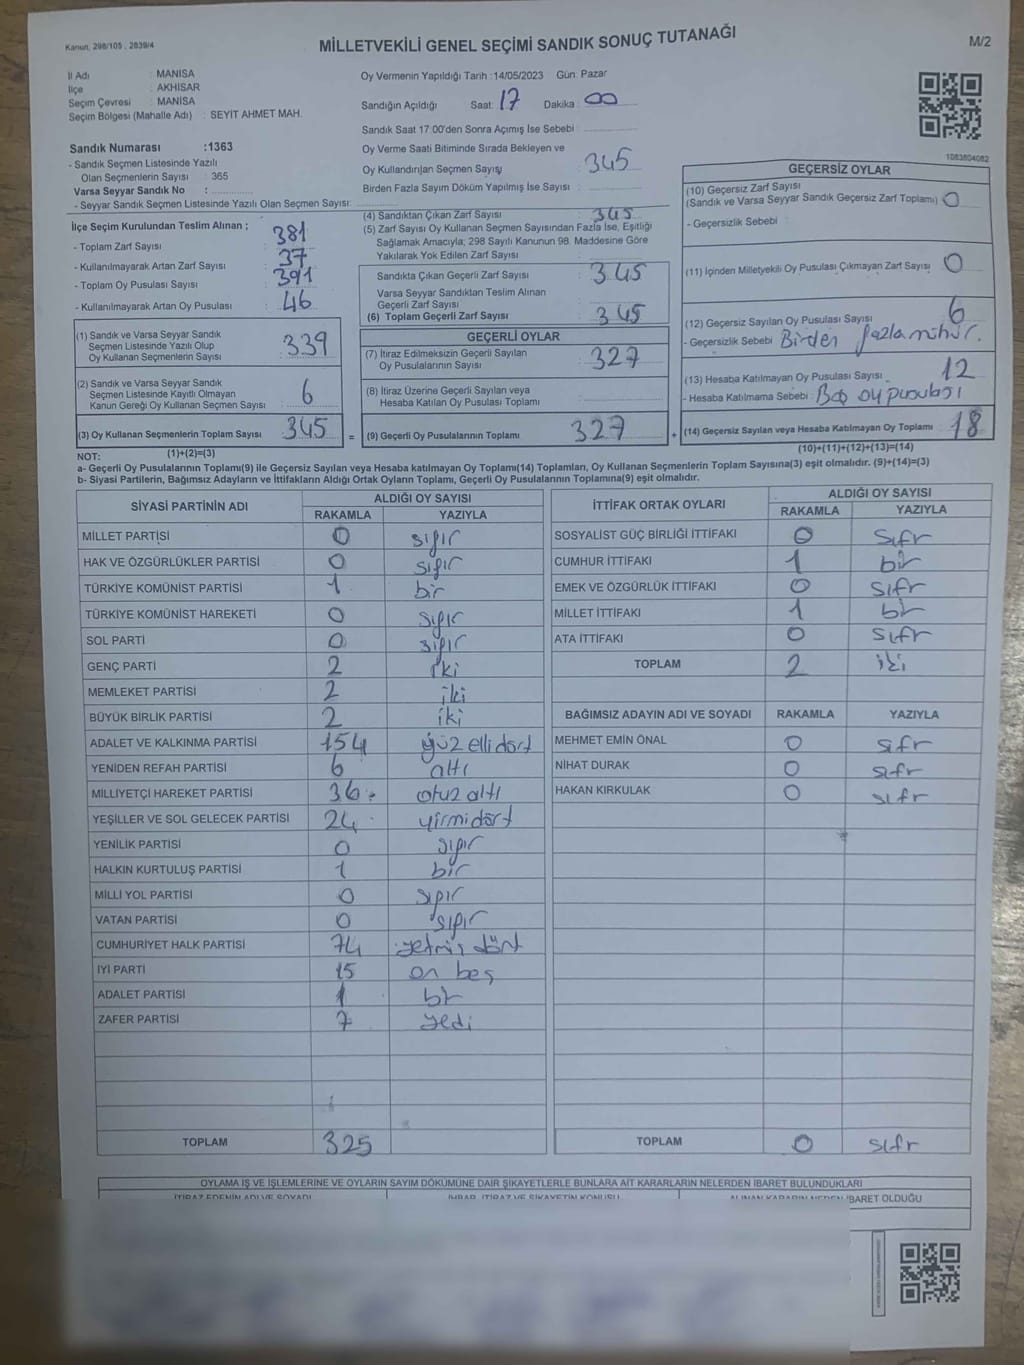 Kanun, 298/105 , 2839/4
MİLLETVEKİLİ GENEL SEÇİMİ SANDIK SONUÇ TUTANAĞI
M/2
İl Adı : MANİSA
İlçe : AKHİSAR
Seçim Çevresi : MANİSA
Seçim Bölgesi (Mahalle Adı) : SEYİT AHMET MAH.
Oy Vermenin Yapıldığı Tarih :14/05/2023 Gün: Pazar
Sandığın Açıldığı Saat: 17 Dakika: 00
Sandık Saat 17:00'den Sonra Açımış İse Sebebi :
Sandık Numarası :1363
- Sandık Seçmen Listesinde Yazılı
Olan Seçmenlerin Sayısı : 365
Varsa Seyyar Sandık No :
- Seyyar Sandık Seçmen Listesinde Yazılı Olan Seçmen Sayısı:
Oy Verme Saati Bitiminde Sırada Bekleyen ve
Oy Kullandırılan Seçmen Sayısı : 345
Birden Fazla Sayım Döküm Yapılmış İse Sayısı :
İlçe Seçim Kurulundan Teslim Alınan ;
- Toplam Zarf Sayısı : 381
- Kullanılmayarak Artan Zarf Sayısı : 37
- Toplam Oy Pusulası Sayısı : 391
- Kullanılmayarak Artan Oy Pusulası : 46
(1) Sandık ve Varsa Seyyar Sandık
Seçmen Listesinde Yazılı Olup
Oy Kullanan Seçmenlerin Sayısı : 339
(2) Sandık ve Varsa Seyyar Sandık
Seçmen Listesinde Kayıtlı Olmayan
Kanun Gereği Oy Kullanan Seçmen Sayısı : 6
(3) Oy Kullanan Seçmenlerin Toplam Sayısı : 345
(1)+(2)=(3)
(4) Sandıktan Çıkan Zarf Sayısı : 345
(5) Zarf Sayısı Oy Kullanan Seçmen Sayısından Fazla İse, Eşitliği
Sağlamak Amacıyla; 298 Sayılı Kanunun 98. Maddesine Göre
Yakılarak Yok Edilen Zarf Sayısı :
Sandıkta Çıkan Geçerli Zarf Sayısı : 345
Varsa Seyyar Sandıktan Teslim Alınan
Geçerli Zarf Sayısı :
(6) Toplam Geçerli Zarf Sayısı : 345
GEÇERLİ OYLAR
(7) İtiraz Edilmeksizin Geçerli Sayılan
Oy Pusulalarının Sayısı : 327
(8) İtiraz Üzerine Geçerli Sayılan veya
Hesaba Katılan Oy Pusulası Toplamı :
= (9) Geçerli Oy Pusulalarının Toplamı 327 +
1083804082
GEÇERSİZ OYLAR
(10) Geçersiz Zarf Sayısı
(Sandık ve Varsa Seyyar Sandık Geçersiz Zarf Toplamı) : 0
- Geçersizlik Sebebi :
(11) İçinden Milletvekili Oy Pusulası Çıkmayan Zarf Sayısı : 0
(12) Geçersiz Sayılan Oy Pusulası Sayısı : 6
- Geçersizlik Sebebi : Birden fazla mühür.
(13) Hesaba Katılmayan Oy Pusulası Sayısı : 12
- Hesaba Katılmama Sebebi : Boş oy pusulası
(14) Geçersiz Sayılan veya Hesaba Katılmayan Oy Toplamı : 18
(10)+(11)+(12)+(13)=(14)
NOT:
a- Geçerli Oy Pusulalarının Toplamı(9) ile Geçersiz Sayılan veya Hesaba katılmayan Oy Toplamı(14) Toplamları, Oy Kullanan Seçmenlerin Toplam Sayısına(3) eşit olmalıdır. (9)+(14)=(3)
b- Siyasi Partilerin, Bağımsız Adayların ve İttifakların Aldığı Ortak Oyların Toplamı, Geçerli Oy Pusulalarının Toplamına(9) eşit olmalıdır.
SİYASİ PARTİNİN ADI ALDIĞI OY SAYISI
RAKAMLA YAZIYLA
MİLLET PARTİSİ 0 sıfır
HAK VE ÖZGÜRLÜKLER PARTİSİ 0 sıfır
TÜRKİYE KOMÜNİST PARTİSİ 1 bir
TÜRKİYE KOMÜNİST HAREKETİ 0 sıfır
SOL PARTİ 0 sıfır
GENÇ PARTİ 2 iki
MEMLEKET PARTİSİ 2 iki
BÜYÜK BİRLİK PARTİSİ 2 iki
ADALET VE KALKINMA PARTİSİ 154 yüz elli dört
YENİDEN REFAH PARTİSİ 6 altı
MİLLİYETÇİ HAREKET PARTİSİ 36 otuz altı
YEŞİLLER VE SOL GELECEK PARTİSİ 24 yirmi dört
YENİLİK PARTİSİ 0 sıfır
HALKIN KURTULUŞ PARTİSİ 1 bir
MİLLİ YOL PARTİSİ 0 sıfır
VATAN PARTİSİ 0 sıfır
CUMHURİYET HALK PARTİSİ 74 yetmiş dört
İYİ PARTİ 15 on beş
ADALET PARTİSİ 1 bir
ZAFER PARTİSİ 7 yedi
TOPLAM 325
İTTİFAK ORTAK OYLARI ALDIĞI OY SAYISI
RAKAMLA YAZIYLA
SOSYALİST GÜÇ BİRLİĞİ İTTİFAKI 0 sıfır
CUMHUR İTTİFAKI 1 bir
EMEK VE ÖZGÜRLÜK İTTİFAKI 0 sıfır
MİLLET İTTİFAKI 1 bir
ATA İTTİFAKI 0 sıfır
TOPLAM 2 iki
BAĞIMSIZ ADAYIN ADI VE SOYADI RAKAMLA YAZIYLA
MEHMET EMİN ÖNAL 0 sıfır
NİHAT DURAK 0 sıfır
HAKAN KIRKULAK 0 sıfır
TOPLAM 0 sıfır
OYLAMA İŞ VE İŞLEMLERİNE VE OYLARIN SAYIM DÖKÜMÜNE DAİR ŞİKAYETLERLE BUNLARA AİT KARARLARIN NELERDEN İBARET BULUNDUKLARI
İTİRAZ EDENİN ADI VE SOYADI İHBAR, İTİRAZ VE ŞİKAYETİN KONUSU ALINAN KARARIN NEDEN İBARET OLDUĞU